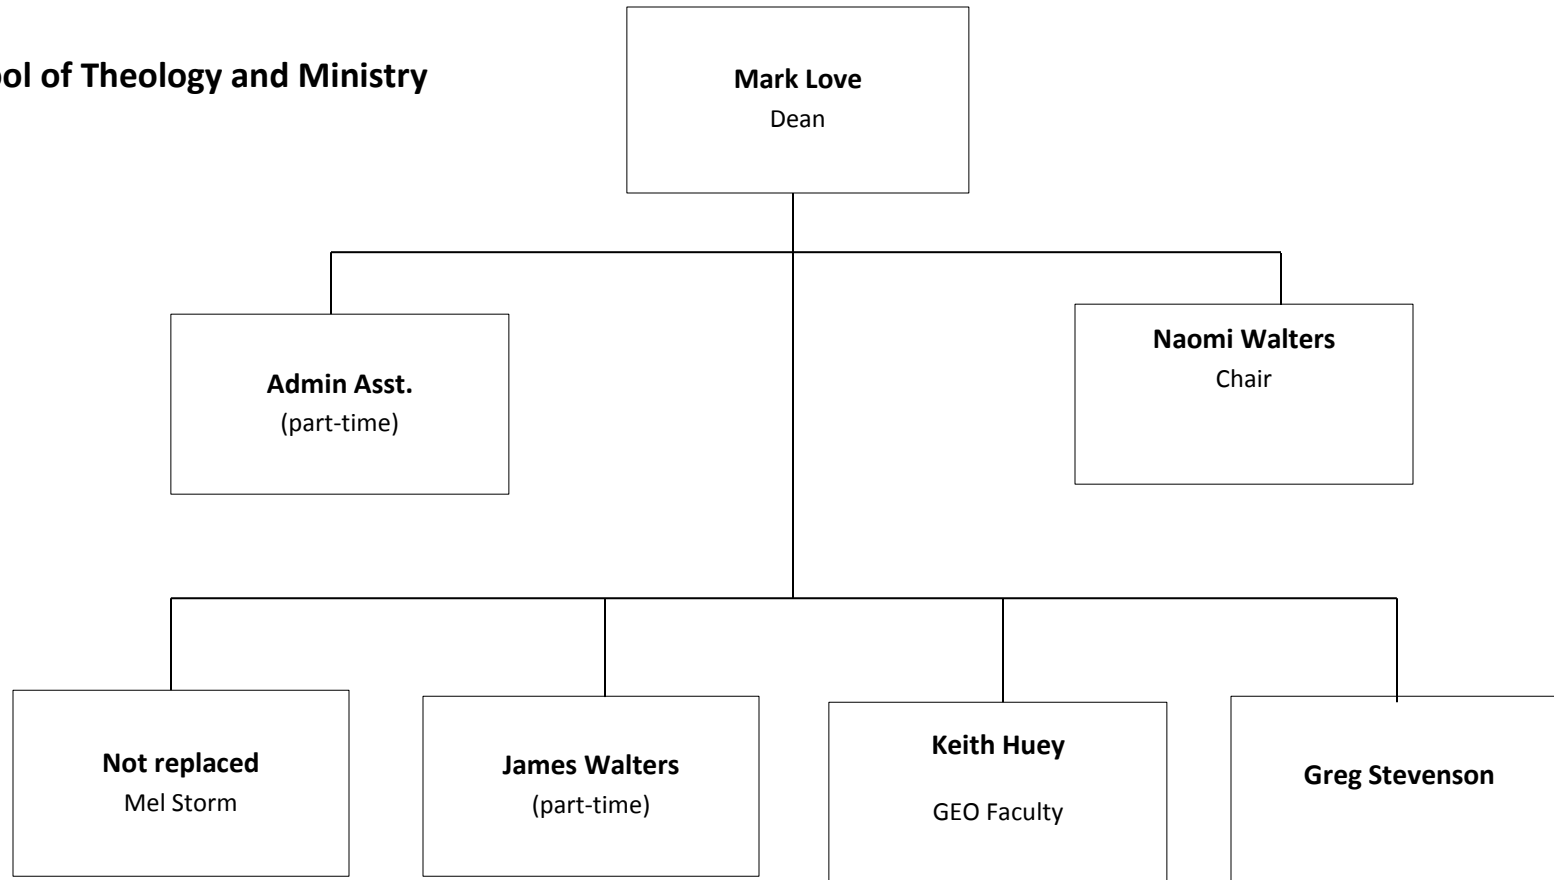 ool of Theology and Ministry
Mark Love
Dean
Admin Asst.
(part-time)
Naomi Walters
Chair
Not replaced
Mel Storm
James Walters
(part-time)
Keith Huey
GEO Faculty
Greg Stevenson